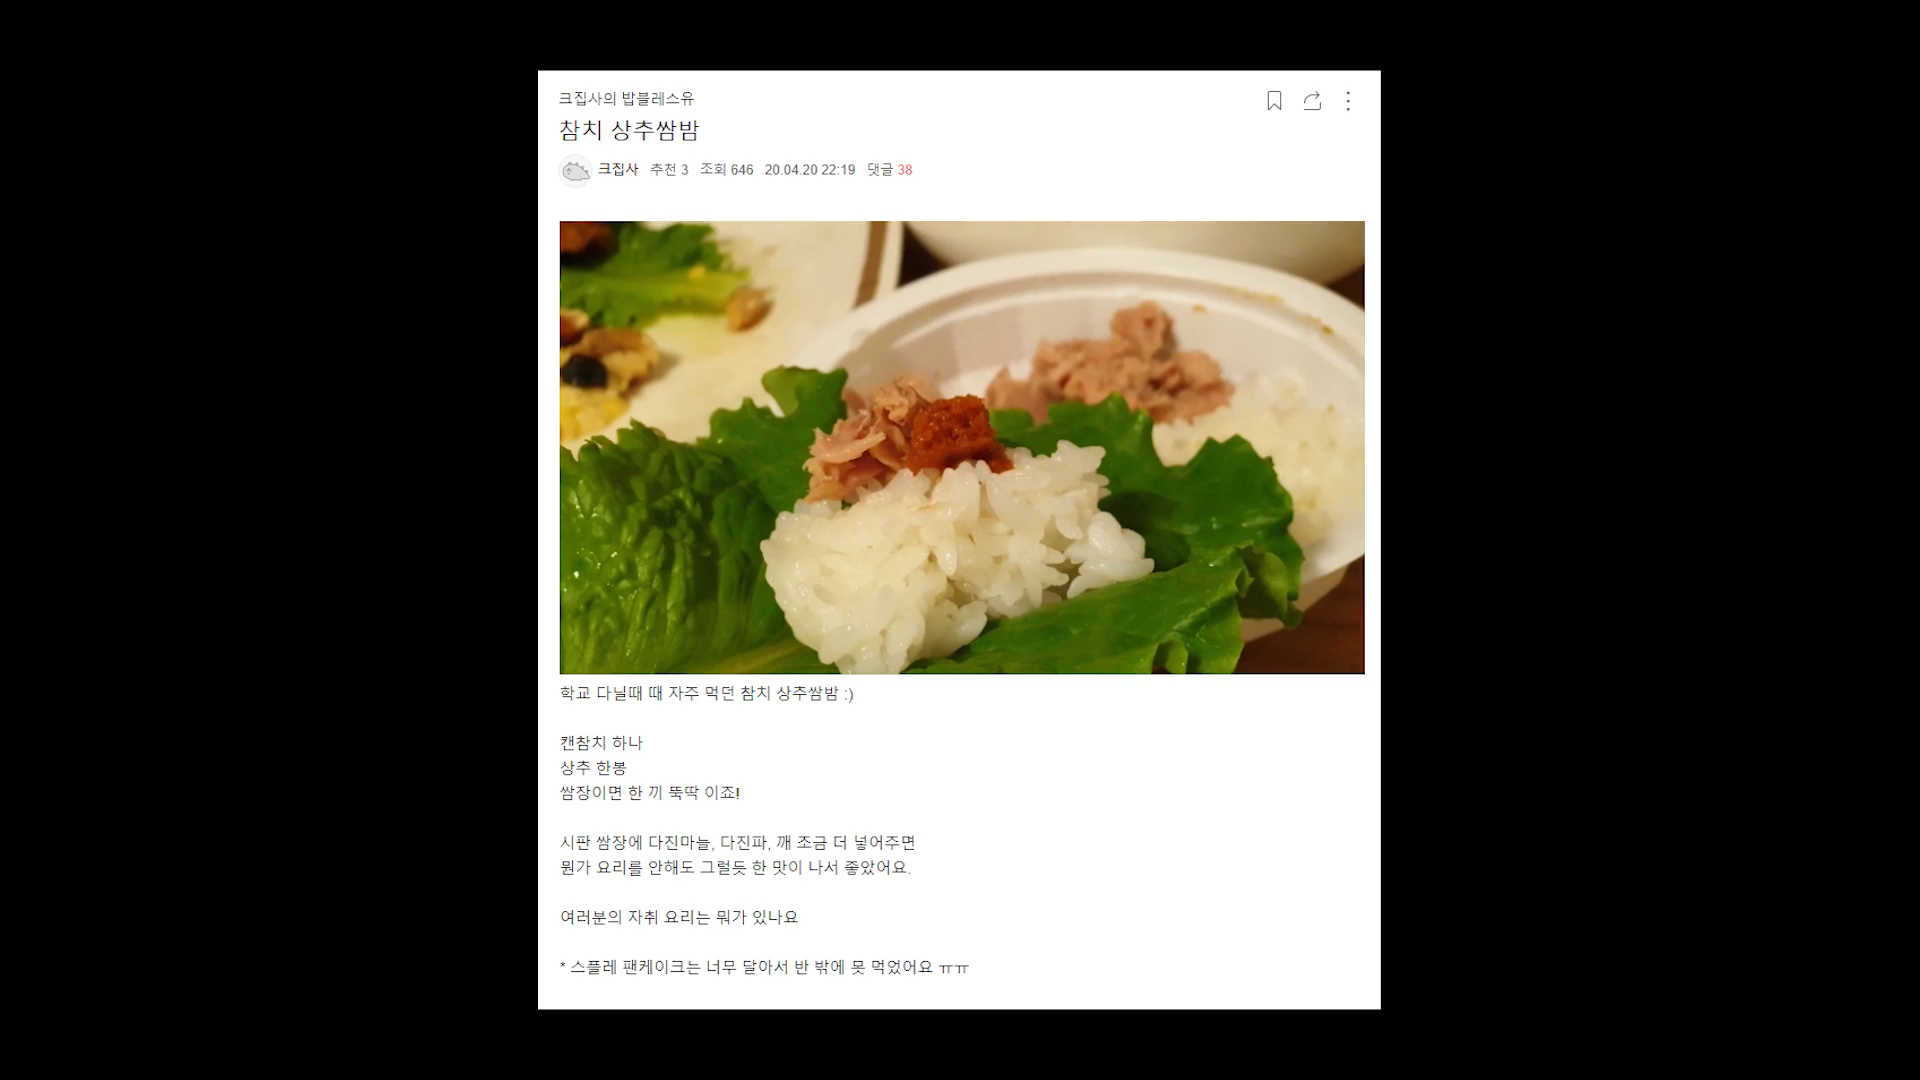 크집사의 밥블레스유
참치 상추쌈밤
크집사 추천 3 조회 646 20.04.20 22:19 댓글 38
학교 다닐때 때 자주 먹던 참치 상추쌈밤 :)
캔참치 하나
상추 한봉
쌈장이면 한 끼 뚝딱 이죠!
시판 쌈장에 다진마늘, 다진파, 깨 조금 더 넣어주면
뭔가 요리를 안해도 그럴듯 한 맛이 나서 좋았어요.
여러분의 자취 요리는 뭐가 있나요
* 스플레 팬케이크는 너무 달아서 반 밖에 못 먹었어요 ㅠㅠ